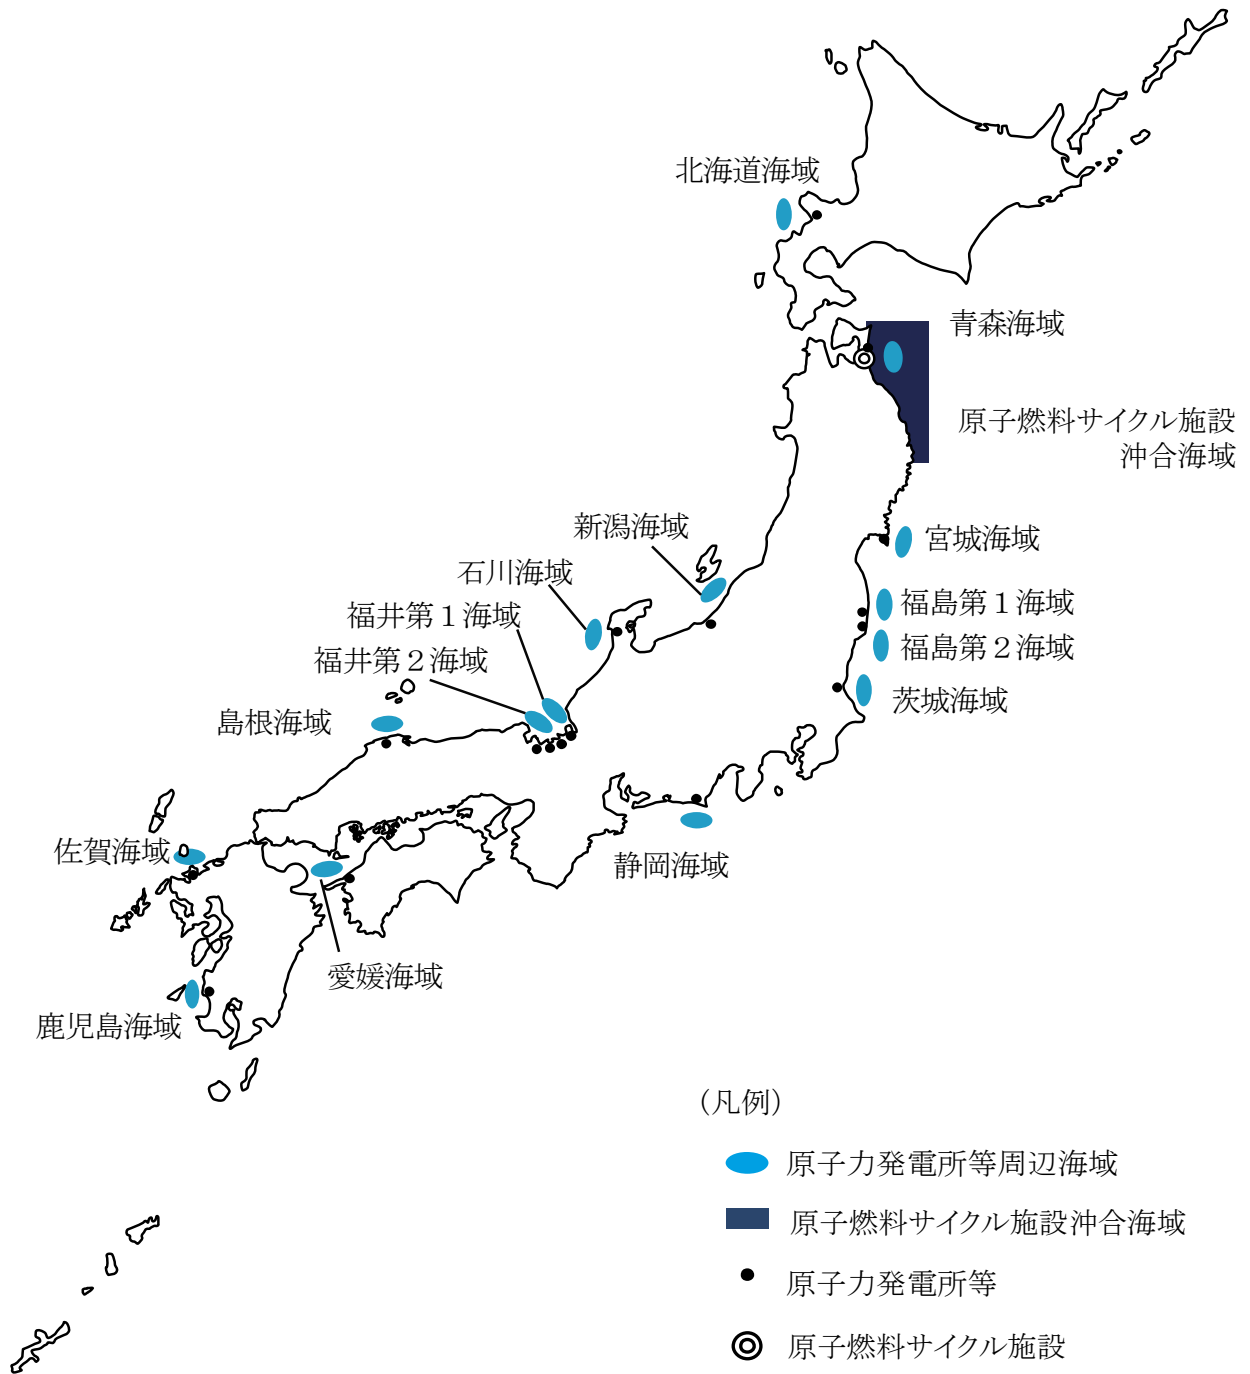 北海道海域
青森海域
原子燃料サイクル施設
沖合海域
新潟海域
宮城海域
石川海域
福井第１海域
福島第１海域
福井第２海域
福島第２海域
島根海域
茨城海域
佐賀海域
静岡海域
愛媛海域
鹿児島海域
（凡例）
原子力発電所等周辺海域
原子燃料サイクル施設沖合海域
原子力発電所等
原子燃料サイクル施設